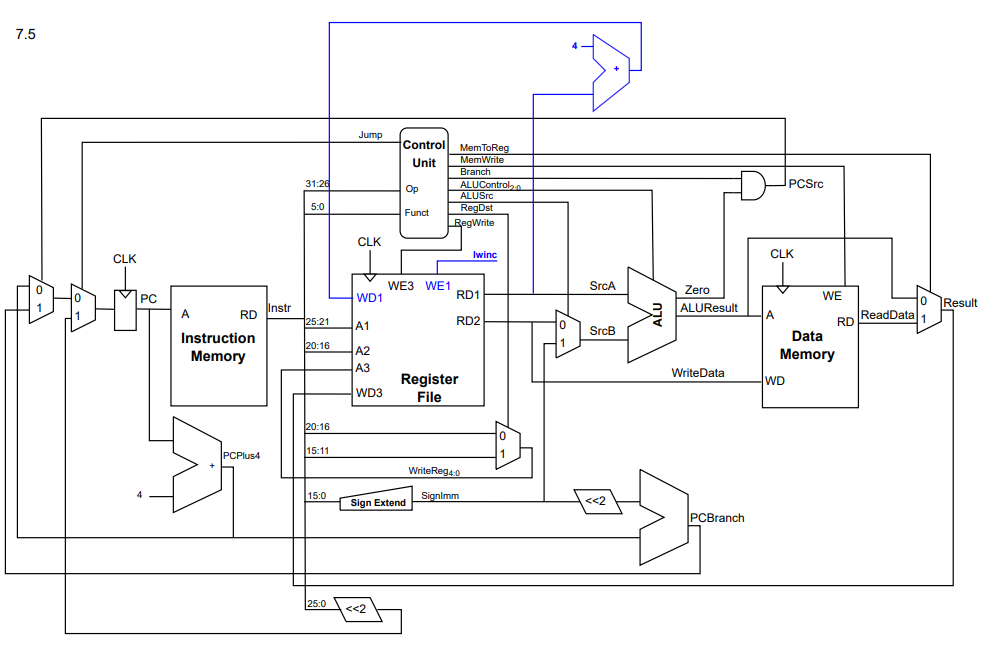 7.5
4
+
Jump
Control
Unit
MemToReg
MemWrite
Branch
ALUControl2:0
ALUSrc
RegDst
RegWrite
31:26
Op
5:0
Funct
PCSrc
CLK
CLK
lwinc
CLK
WE3
WE1
0
1
0
1
PC
A
RD
Instr
Instruction
Memory
WD1
RD1
RD2
25:21
A1
20:16
A2
A3
WD3
Register
File
SrcA
SrcB
0
1
ALU
Zero
ALUResult
WE
A
RD
ReadData
Data
Memory
WD
0
1
Result
WriteData
20:16
0
15:11
1
WriteReg4:0
PCPlus4
+
4
15:0
Sign Extend
SignImm
<<2
PCBranch
25:0
<<2